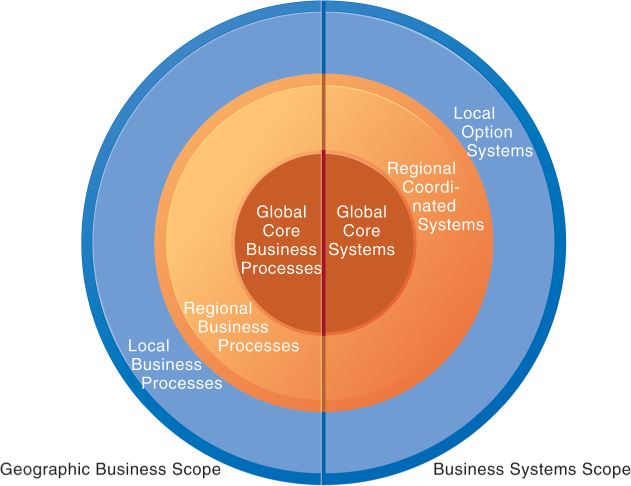 Local
Option
Systems
Regional
Coordi-
nated
Systems
Global
Core
Business
Processes
Global
Core
Systems
Regional
Business
Processes
Local
Business
Processes
Geographic Business Scope
Business Systems Scope